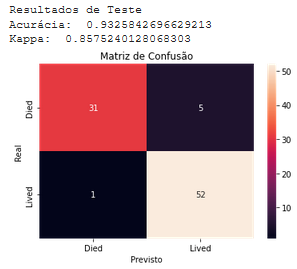 Resultados de Teste
Acurácia:  0.9325842696629213
Kappa:  0.8575240128068303
Matriz de Confusão
Died
31
5
50
40
Real
30
20
Lived
1
52
10
Died
Lived
Previsto